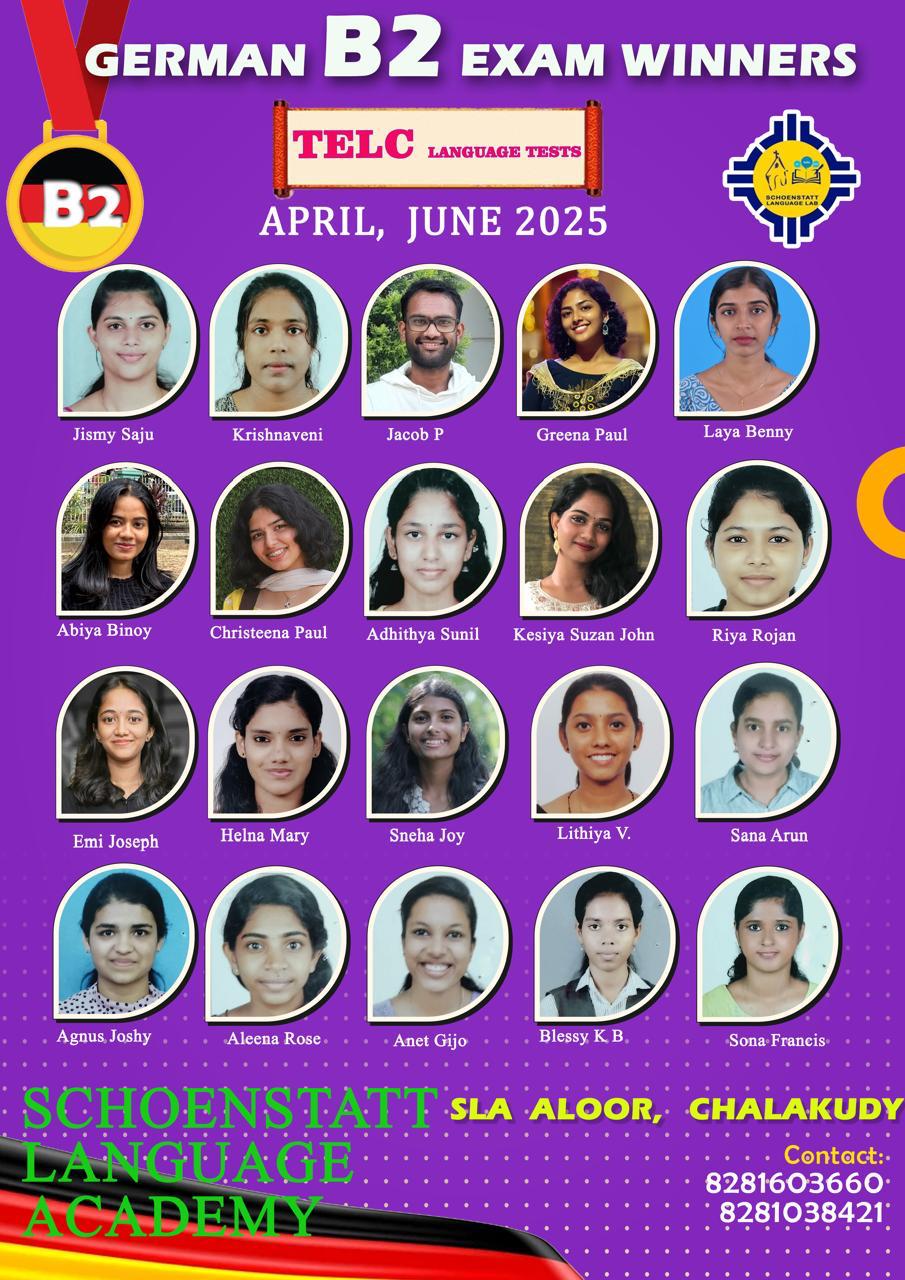 GERMAN B2 EXAM WINNERS
TELC LANGUAGE TESTS
B2
SCHOENSTATT
LANGUAGE LAB
APRIL, JUNE 2025
Jismy Saju Krishnaveni Jacob P Greena Paul Laya Benny
Abiya Binoy Christeena Paul Adhithya Sunil Kesiya Suzan John Riya Rojan
Emi Joseph Helna Mary Sneha Joy Lithiya V. Sana Arun
Agnus Joshy Aleena Rose Anet Gijo Blessy K B Sona Francis
SCHOENSTATT
LANGUAGE
ACADEMY
SLA ALOOR, CHALAKUDY
Contact:
8281603660
8281038421